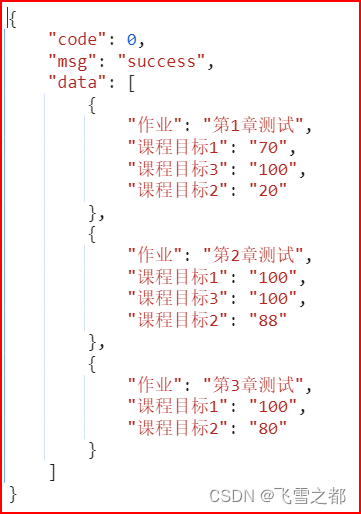 {
"code": 0,
"msg": "success",
"data": [
{
"作业": "第1章测试",
"课程目标1": "70",
"课程目标3": "100",
"课程目标2": "20"
},
{
"作业": "第2章测试",
"课程目标1": "100",
"课程目标3": "100",
"课程目标2": "88"
},
{
"作业": "第3章测试",
"课程目标1": "100",
"课程目标2": "80"
}
]
}
CSDN @飞雪之都